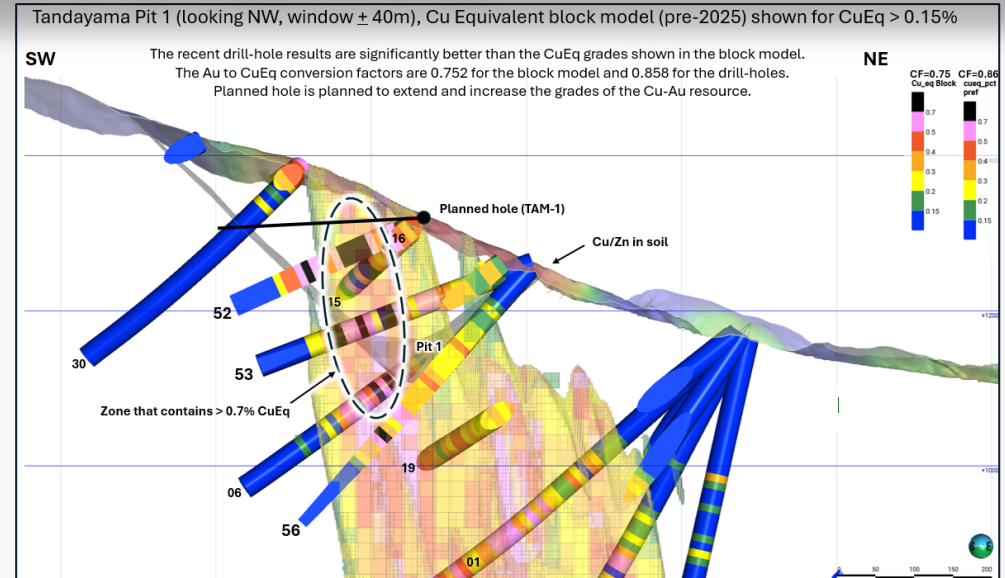 Tandayama Pit 1 (looking NW, window ± 40m), Cu Equivalent block model (pre-2025) shown for CuEq > 0.15%
SW
The recent drill-hole results are significantly better than the CuEq grades shown in the block model.
The Au to CuEq conversion factors are 0.752 for the block model and 0.858 for the drill-holes.
Planned hole is planned to extend and increase the grades of the Cu-Au resource.
NE
CF=0.75 CF=0.86
Cu_eq Block cueq_pct
pref
0.7
0.5
0.4
0.3
0.2
0.15
0.7
0.5
0.4
0.3
0.2
0.15
Planned hole (TAM-1)
16
Cu/Zn in soil
15
52
+1200
Pit 1
30
53
Zone that contains > 0.7% CuEq
19
+1000
06
56
01
0 50 100 150 200